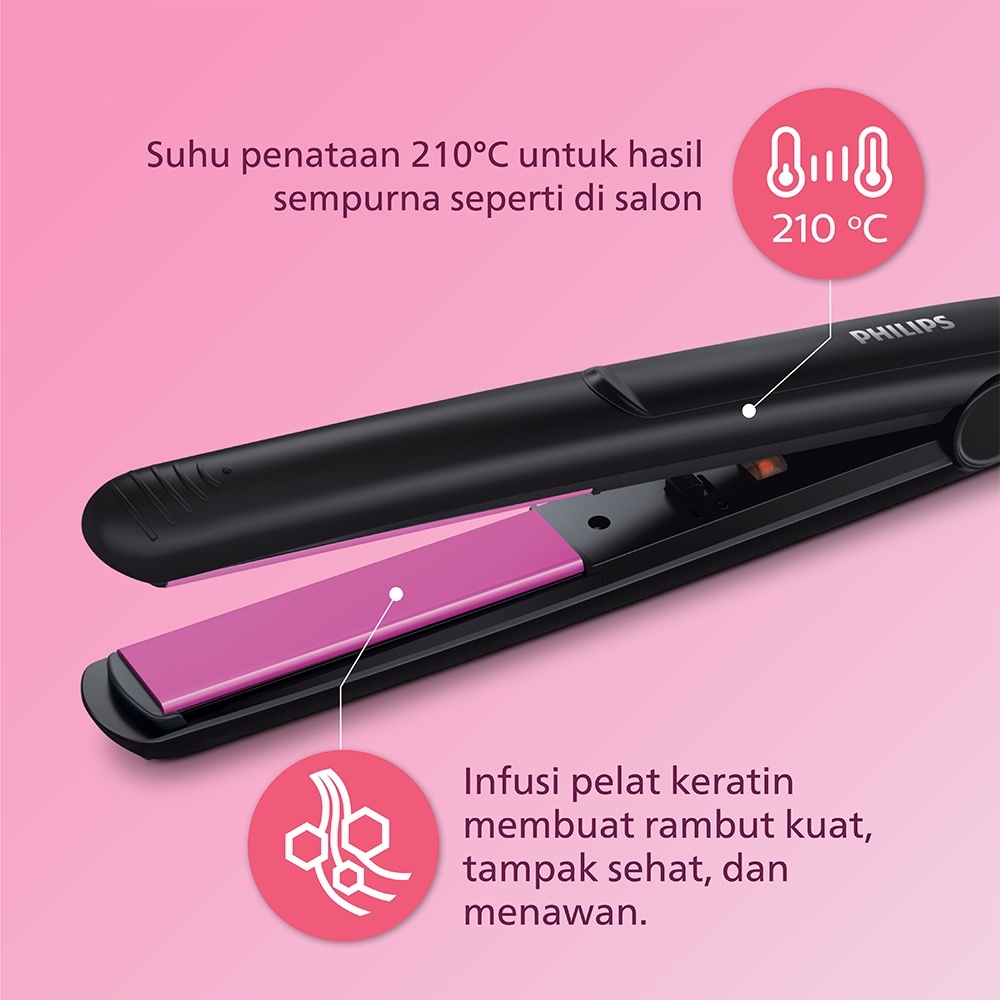 Suhu penataan 210°C untuk hasil
sempurna seperti di salon
210 °C
PHILIPS
Infusi pelat keratin
membuat rambut kuat,
tampak sehat, dan
menawan.